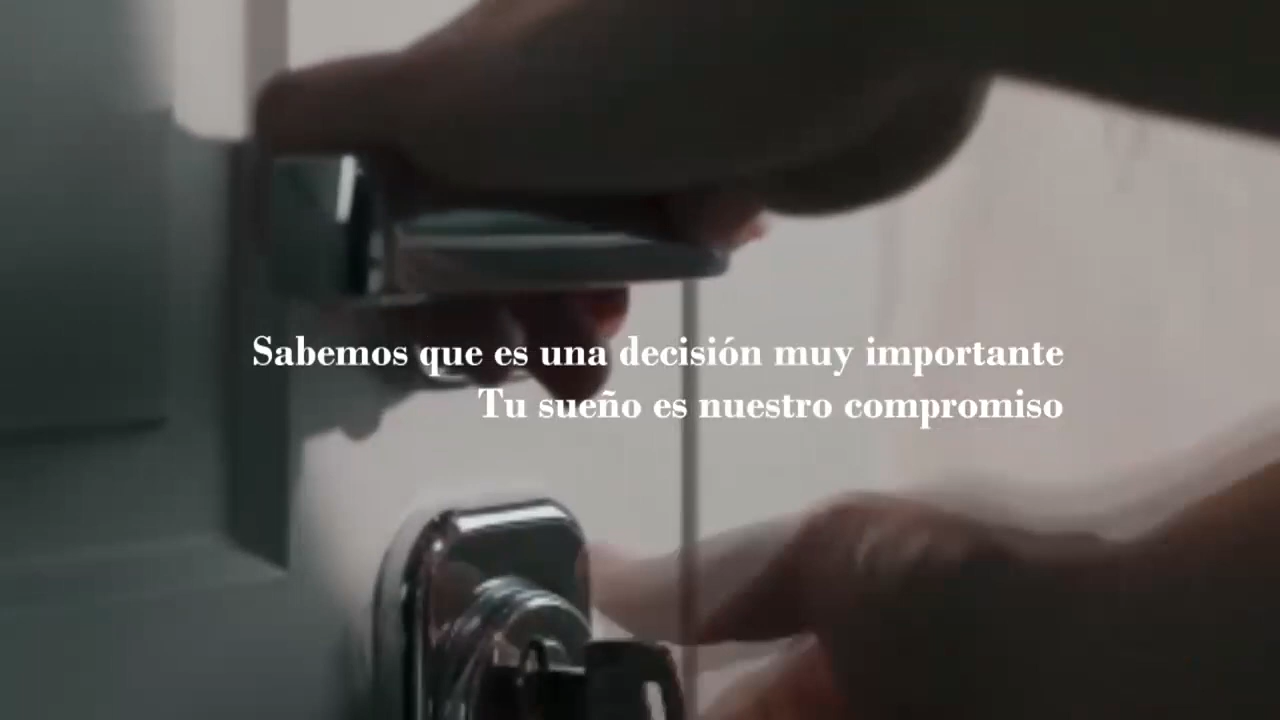 Sabemos que es una decisión muy importante
Tu sueño es nuestro compromiso